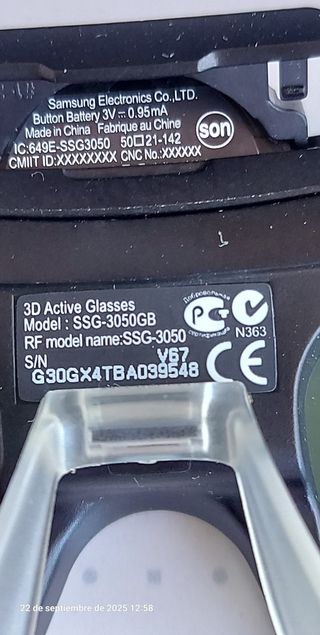 Samsung Electronics Co.,LTD.
Button Battery 3V⎓0.95mA
Made in China Fabrique au Chine
IC:649E-SSG3050 50□21-142
CMIIT ID:XXXXXXXXX CNC No.:XXXXXX
son
3D Active Glasses
Model : SSG-3050GB
RF model name:SSG-3050
S/N V67
G30GX4TBA039548
Добровольная
N363
CE
22 de septiembre de 2025 12:58